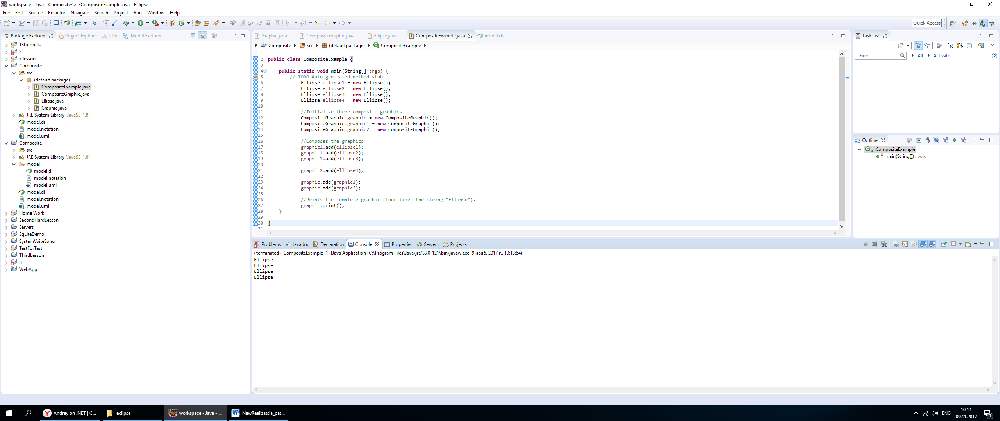 workspace - Java - Composite/src/CompositeExample.java - Eclipse
File Edit Source Refactor Navigate Search Project Run Window Help
Quick Access
Package Explorer Project Explorer JUnit Model Explorer
13tutorials
2
7 lesson
Composite
src
(default package)
CompositeExample.java
CompositeGraphic.java
Ellipse.java
Graphic.java
JRE System Library [JavaSE-1.8]
model.di
model.notation
model.uml
Composite
src
JRE System Library [JavaSE-1.8]
model
model.di
model.notation
model.uml
model.di
model.notation
model.uml
Home Work
SecondHardLesson
Servers
SqLiteDemo
SystemVoiteSong
TestForTest
ThirdLesson
tt
WebApp
Graphic.java CompositeGraphic.java Ellipse.java CompositeExample.java model.di
Composite src (default package) CompositeExample
1
2 public class CompositeExample {
3
4 public static void main(String[] args) {
5 // TODO Auto-generated method stub
6 Ellipse ellipse1 = new Ellipse();
7 Ellipse ellipse2 = new Ellipse();
8 Ellipse ellipse3 = new Ellipse();
9 Ellipse ellipse4 = new Ellipse();
10
11 //Initialize three composite graphics
12 CompositeGraphic graphic = new CompositeGraphic();
13 CompositeGraphic graphic1 = new CompositeGraphic();
14 CompositeGraphic graphic2 = new CompositeGraphic();
15
16 //Composes the graphics
17 graphic1.add(ellipse1);
18 graphic1.add(ellipse2);
19 graphic1.add(ellipse3);
20
21 graphic2.add(ellipse4);
22
23 graphic.add(graphic1);
24 graphic.add(graphic2);
25
26 //Prints the complete graphic (four times the string "Ellipse").
27 graphic.print();
28 }
29
30 }
31
Problems @ Javadoc Declaration Console Properties Servers Projects
<terminated> CompositeExample (1) [Java Application] C:\Program Files\Java\jre1.8.0_121\bin\javaw.exe (9 нояб. 2017 г., 10:13:54)
Ellipse
Ellipse
Ellipse
Ellipse
Task List
Find All Activate...
Outline
CompositeExample
main(String[]) : void
Andrey on .NET | C...
eclipse
workspace - Java - ...
NewRealizatsia_pat...
ENG
10:14
09.11.2017
1